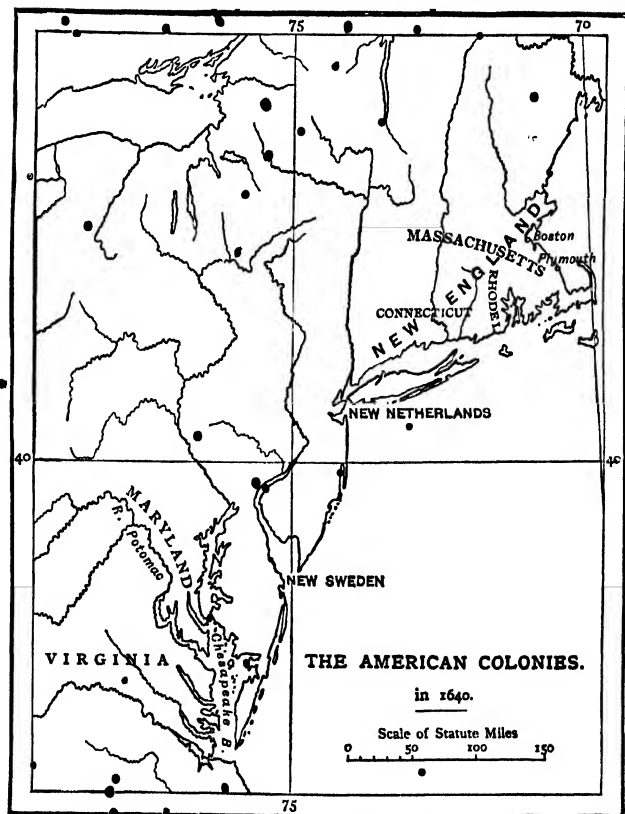 75
70
NEW ENGLAND
MASSACHUSETTS
Boston
Plymouth
RHODE I.
CONNECTICUT
NEW NETHERLANDS
40
40
MARYLAND
R. Potomac
NEW SWEDEN
VIRGINIA
Chesapeake B.
THE AMERICAN COLONIES.
in 1640.
Scale of Statute Miles
0 50 100 150
75